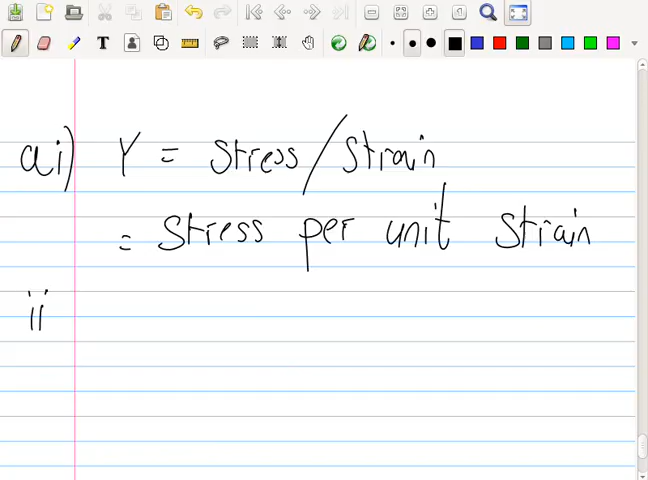 ai) Y = Stress/Strain
= Stress per unit Strain
ii